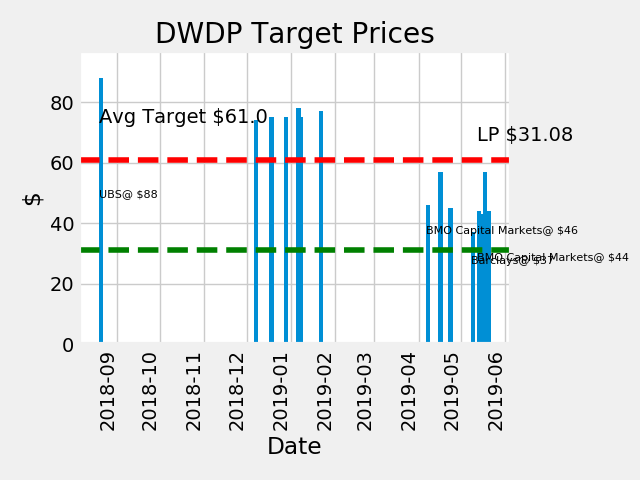 DWDP Target Prices
80
60
40
20
0
$
Avg Target $61.0
LP $31.08
UBS@ $88
BMO Capital Markets@ $46
BMO Capital Markets@ $44
Barclays@ $37
2018-09
2018-10
2018-11
2018-12
2019-01
2019-02
2019-03
2019-04
2019-05
2019-06
Date